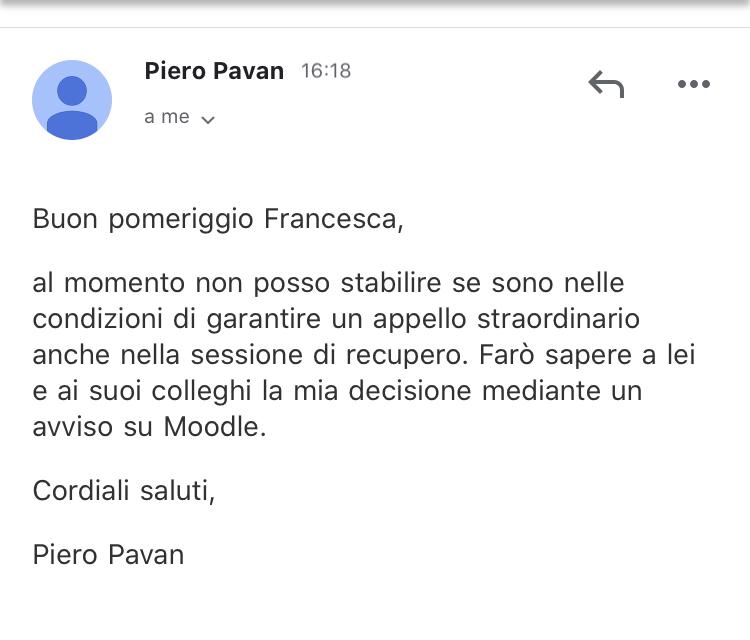 Piero Pavan 16:18
a me
Buon pomeriggio Francesca,
al momento non posso stabilire se sono nelle
condizioni di garantire un appello straordinario
anche nella sessione di recupero. Farò sapere a lei
e ai suoi colleghi la mia decisione mediante un
avviso su Moodle.
Cordiali saluti,
Piero Pavan